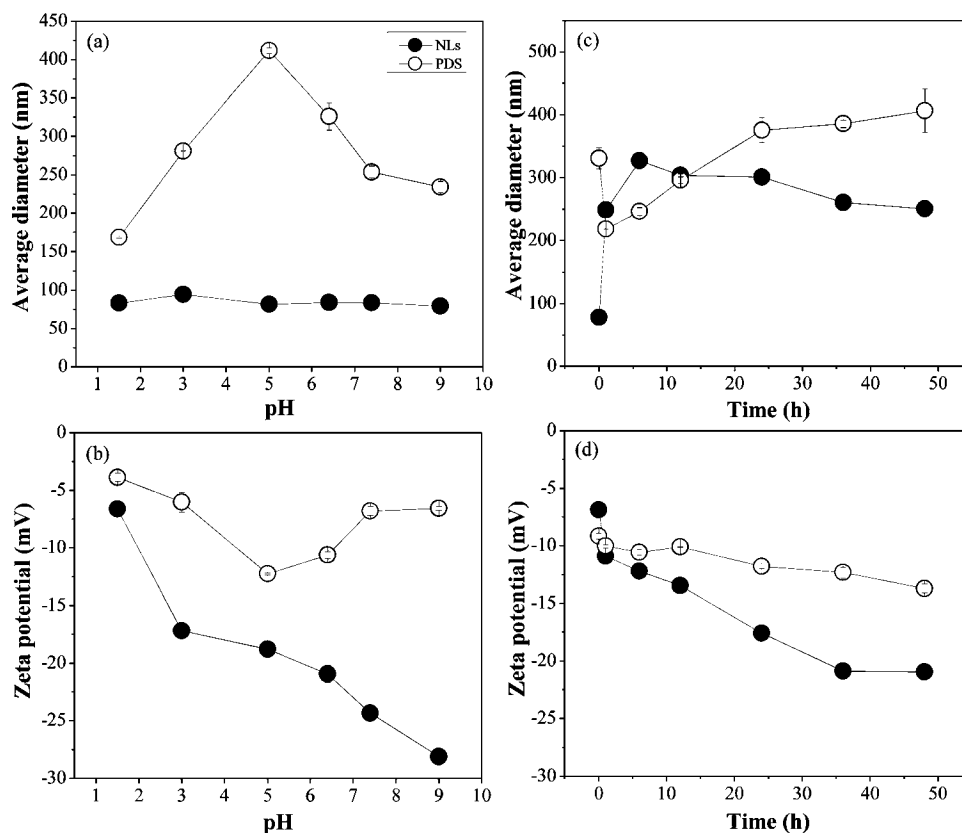 (a)
NLs
PDS
450
400
350
300
250
200
150
100
50
0
Average diameter (nm)
1 2 3 4 5 6 7 8 9 10
pH
(c)
500
400
300
200
100
0
Average diameter (nm)
0 10 20 30 40 50
Time (h)
(b)
0
-5
-10
-15
-20
-25
-30
Zeta potential (mV)
1 2 3 4 5 6 7 8 9 10
pH
(d)
0
-5
-10
-15
-20
-25
-30
Zeta potential (mV)
0 10 20 30 40 50
Time (h)